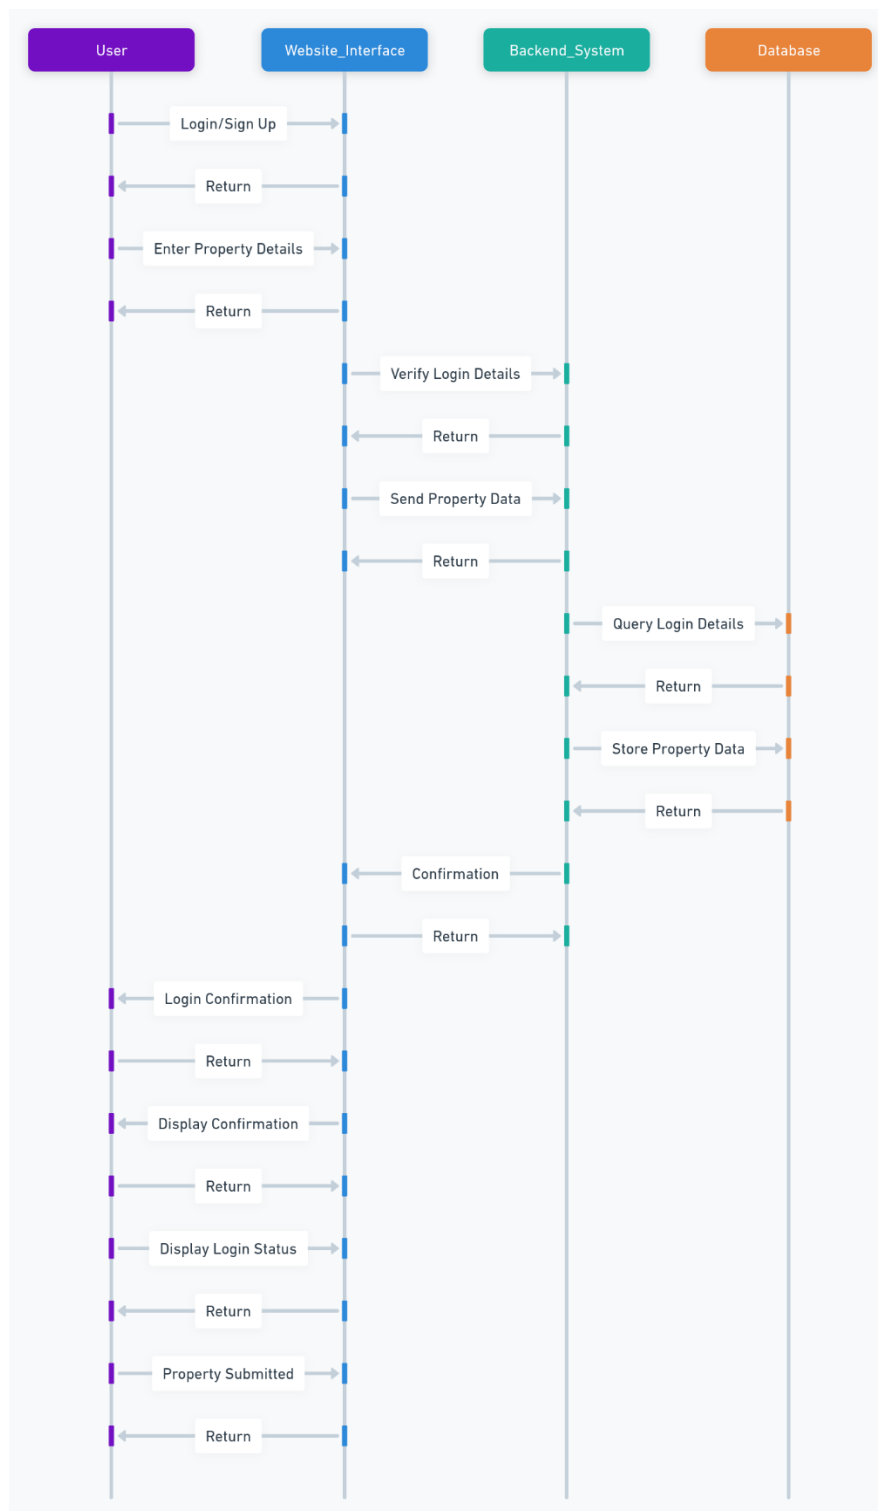 User
Website_Interface
Backend_System
Database
Login/Sign Up
Return
Enter Property Details
Return
Verify Login Details
Return
Send Property Data
Return
Query Login Details
Return
Store Property Data
Return
Confirmation
Return
Login Confirmation
Return
Display Confirmation
Return
Display Login Status
Return
Property Submitted
Return